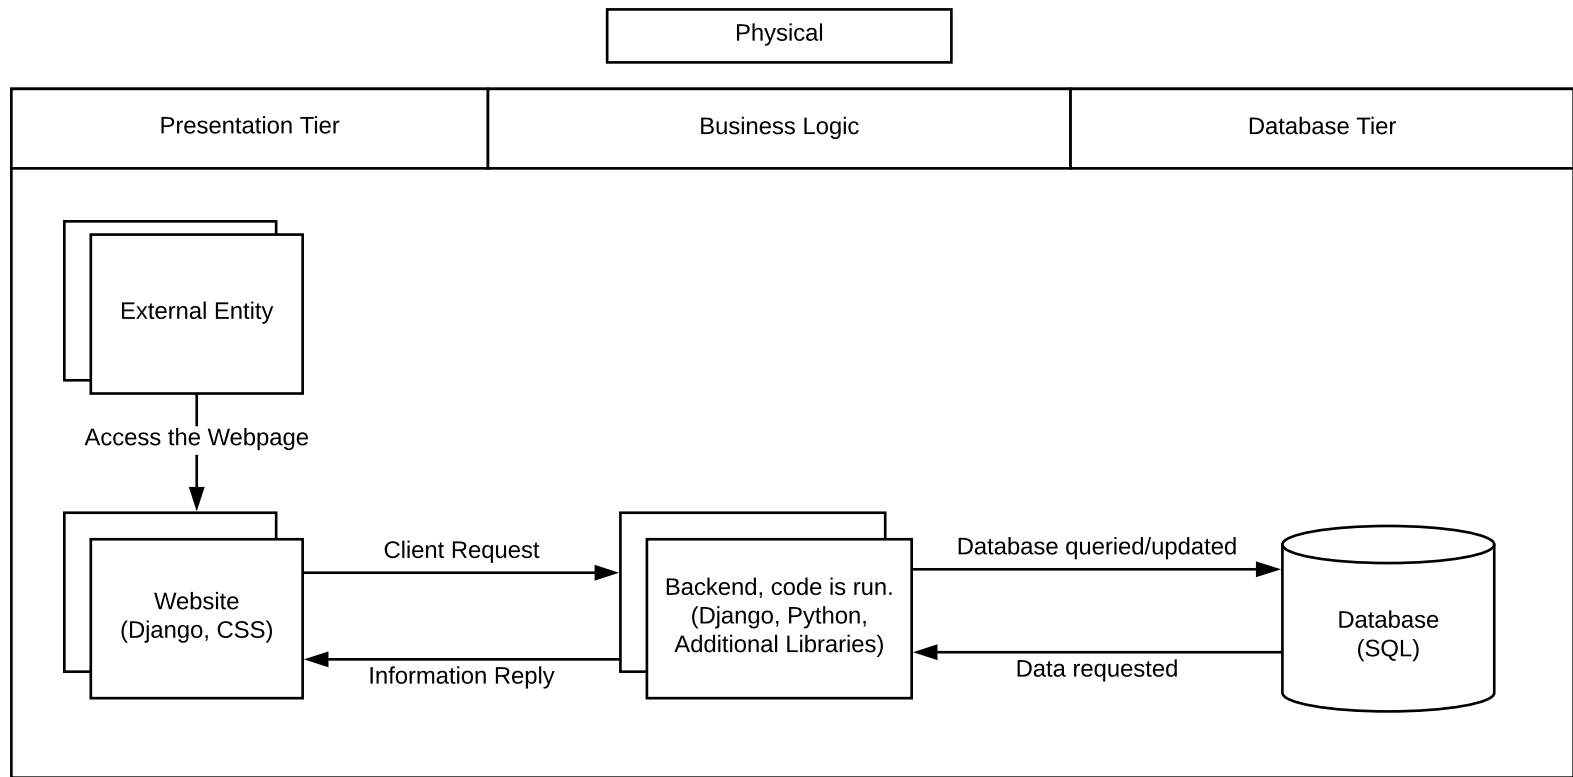 Physical
Presentation Tier
Business Logic
Database Tier
External Entity
Access the Webpage
Website
(Django, CSS)
Client Request
Information Reply
Backend, code is run.
(Django, Python,
Additional Libraries)
Database queried/updated
Data requested
Database
(SQL)